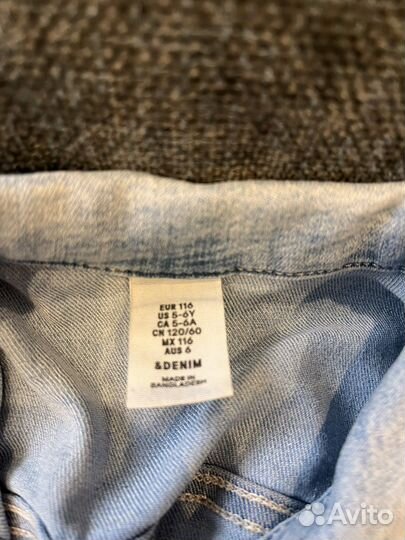 EUR 116
US 5-6Y
CA 5-6A
CN 120/60
MX 116
AUS 6
&DENIM
MADE IN
BANGLADESH
Avito